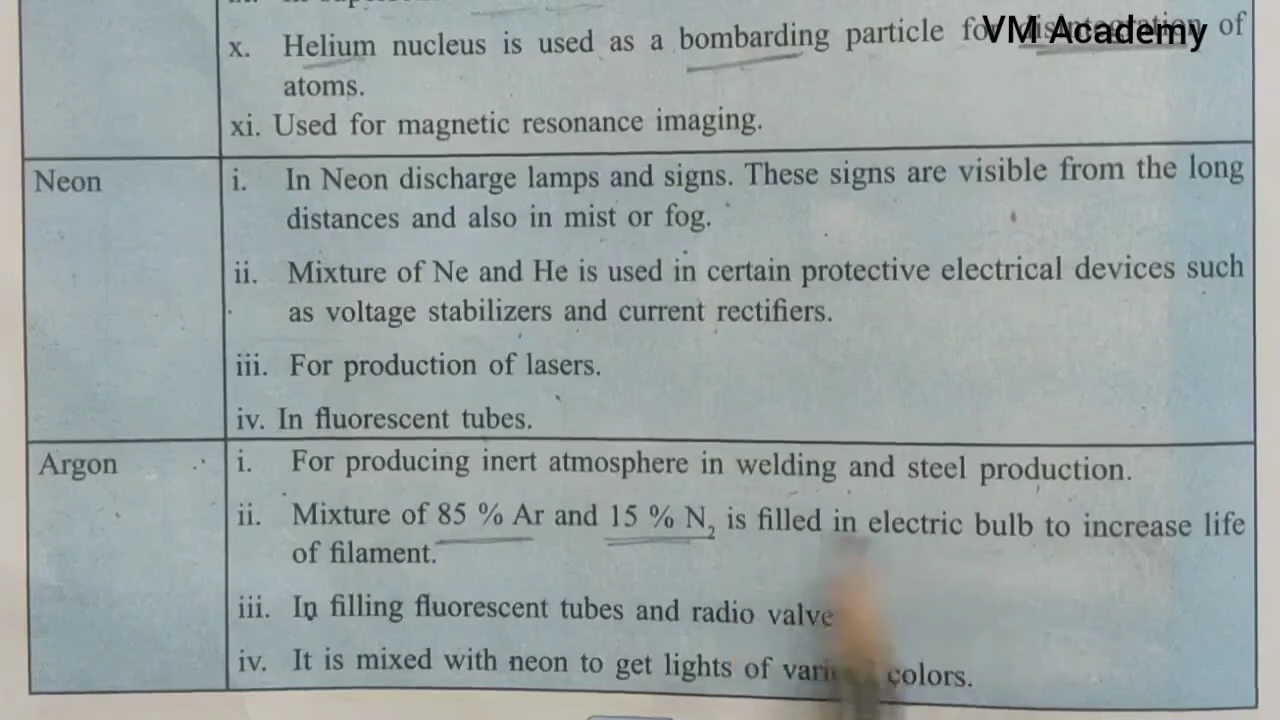 x. Helium nucleus is used as a bombarding particle for of
VM Academy
atoms.
xi. Used for magnetic resonance imaging.
Neon
i. In Neon discharge lamps and signs. These signs are visible from the long
distances and also in mist or fog.
ii. Mixture of Ne and He is used in certain protective electrical devices such
as voltage stabilizers and current rectifiers.
iii. For production of lasers.
iv. In fluorescent tubes.
Argon
i. For producing inert atmosphere in welding and steel production.
ii. Mixture of 85 % Ar and 15 % N₂ is filled in electric bulb to increase life
of filament.
iii. In filling fluorescent tubes and radio valve
iv. It is mixed with neon to get lights of colors.